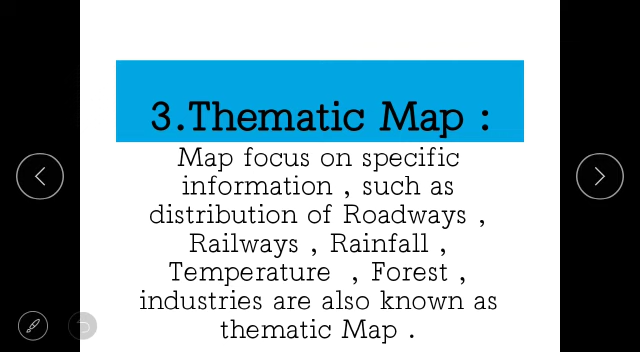 3.Thematic Map :
Map focus on specific
information , such as
distribution of Roadways ,
Railways , Rainfall ,
Temperature , Forest ,
industries are also known as
thematic Map .